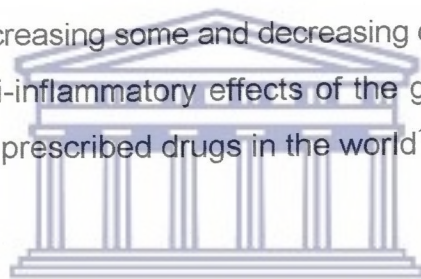 creasing some and decreasing
i-inflammatory effects of the
prescribed drugs in the world